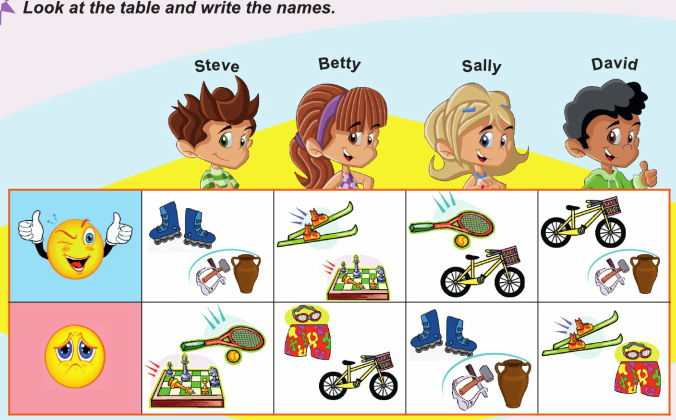 Look at the table and write the names.
Steve Betty Sally David